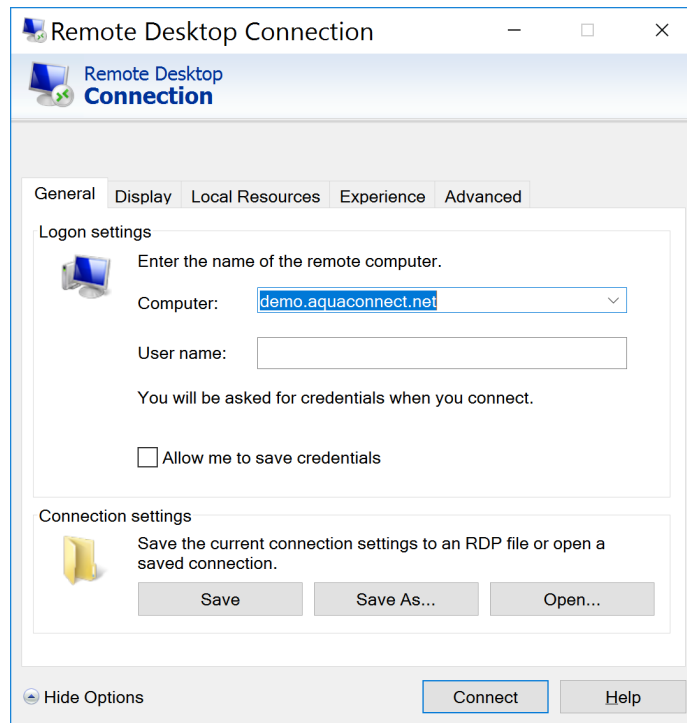 Remote Desktop Connection
Remote Desktop
Connection
General Display Local Resources Experience Advanced
Logon settings
Enter the name of the remote computer.
Computer: demo.aquaconnect.net
User name:
You will be asked for credentials when you connect.
Allow me to save credentials
Connection settings
Save the current connection settings to an RDP file or open a
saved connection.
Save Save As... Open...
Hide Options Connect Help